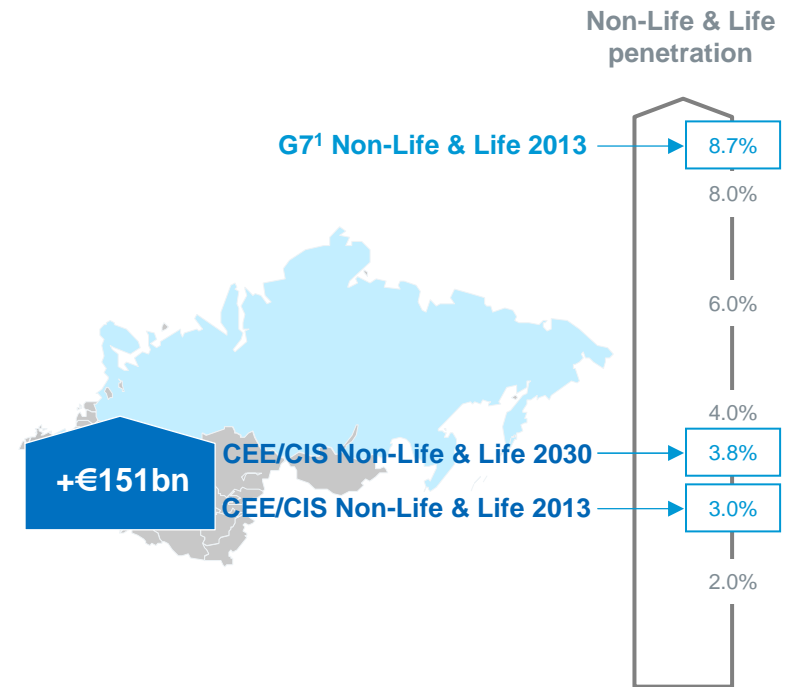 Non-Life & Life
penetration
G7¹ Non-Life & Life 2013
8.7%
8.0%
6.0%
4.0%
CEE/CIS Non-Life & Life 2030
3.8%
+€151bn
CEE/CIS Non-Life & Life 2013
3.0%
2.0%